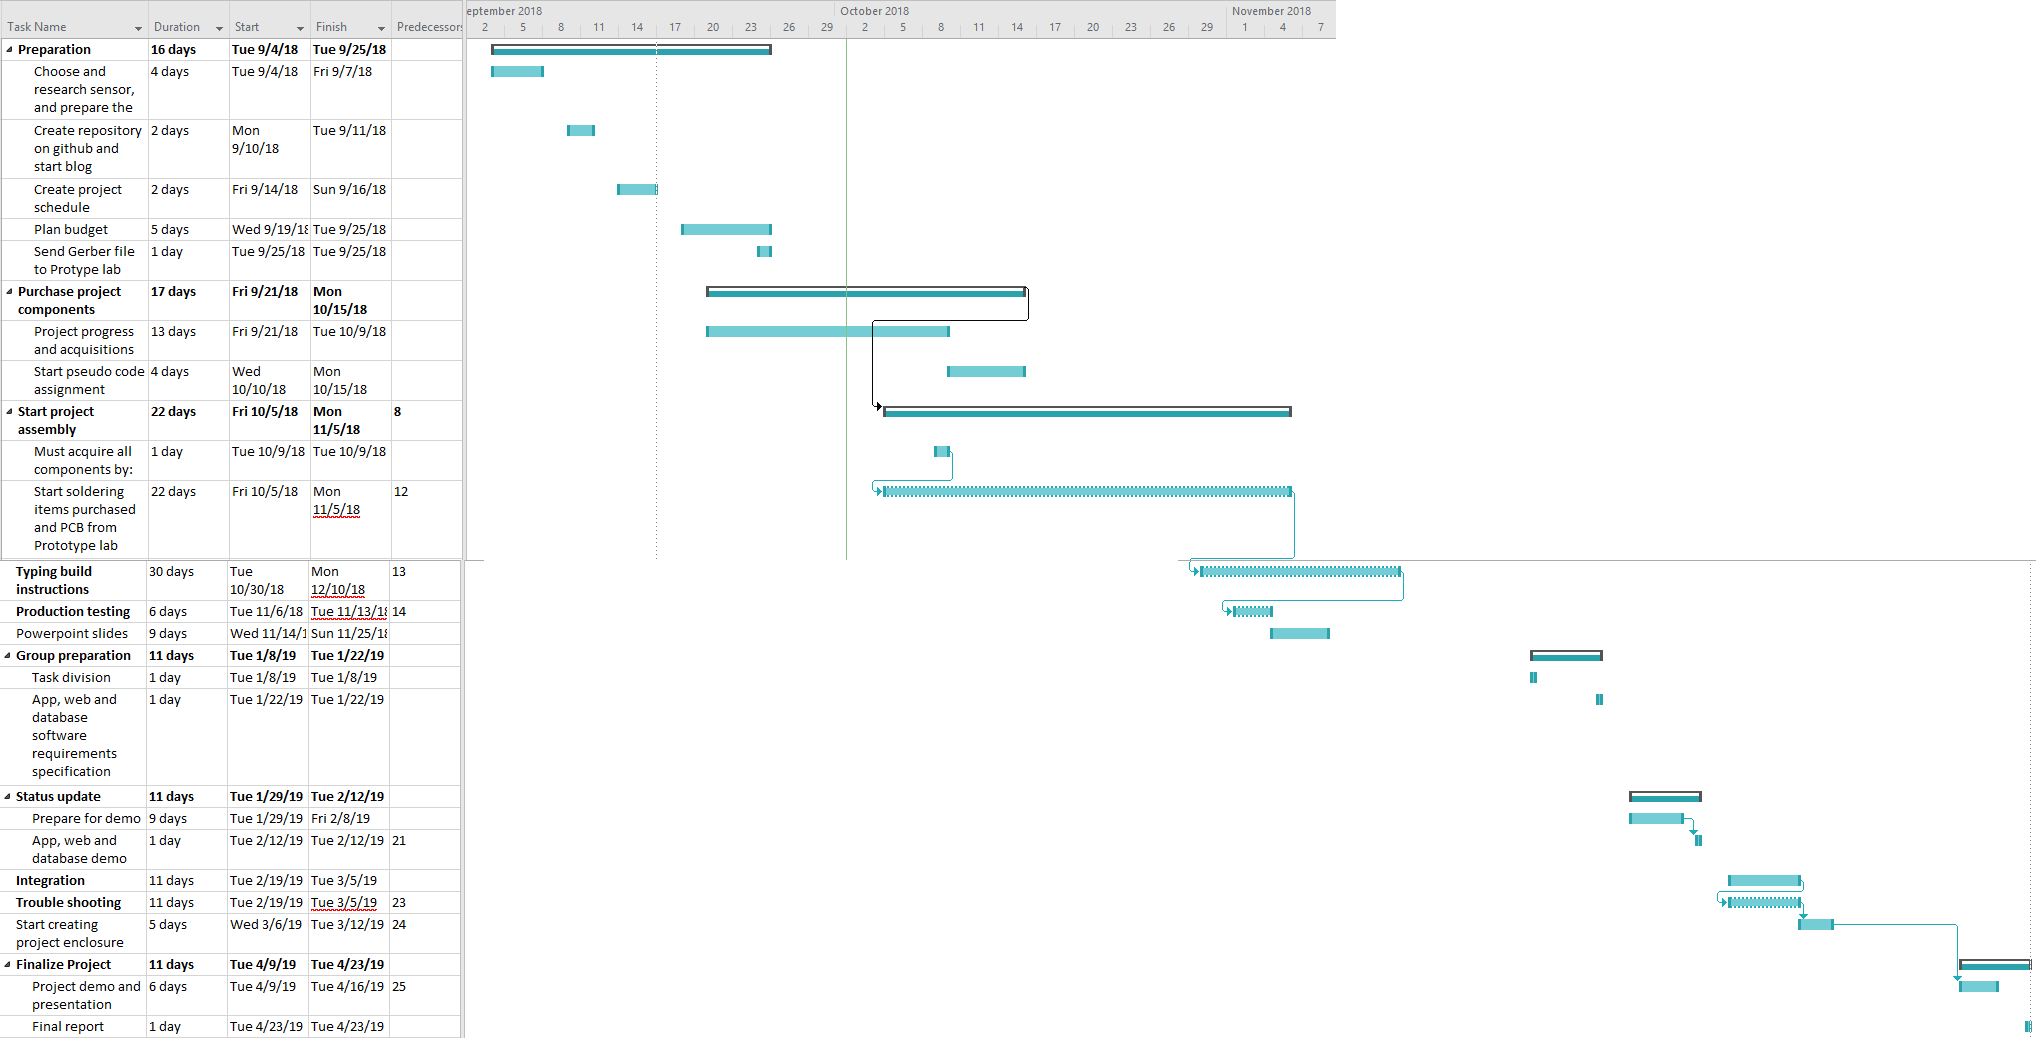 eptember 2018 October 2018 November 2018
Task Name Duration Start Finish Predecessors 2 5 8 11 14 17 20 23 26 29 2 5 8 11 14 17 20 23 26 29 1 4 7
Preparation 16 days Tue 9/4/18 Tue 9/25/18
Choose and 4 days Tue 9/4/18 Fri 9/7/18
research sensor,
and prepare the
Create repository 2 days Mon Tue 9/11/18
on github and 9/10/18
start blog
Create project 2 days Fri 9/14/18 Sun 9/16/18
schedule
Plan budget 5 days Wed 9/19/18 Tue 9/25/18
Send Gerber file 1 day Tue 9/25/18 Tue 9/25/18
to Protype lab
Purchase project 17 days Fri 9/21/18 Mon
components 10/15/18
Project progress 13 days Fri 9/21/18 Tue 10/9/18
and acquisitions
Start pseudo code 4 days Wed Mon
assignment 10/10/18 10/15/18
Start project 22 days Fri 10/5/18 Mon 8
assembly 11/5/18
Must acquire all 1 day Tue 10/9/18 Tue 10/9/18
components by:
Start soldering 22 days Fri 10/5/18 Mon 12
items purchased 11/5/18
and PCB from
Prototype lab
Typing build 30 days Tue Mon 13
instructions 10/30/18 12/10/18
Production testing 6 days Tue 11/6/18 Tue 11/13/18 14
Powerpoint slides 9 days Wed 11/14/1 Sun 11/25/18
Group preparation 11 days Tue 1/8/19 Tue 1/22/19
Task division 1 day Tue 1/8/19 Tue 1/8/19
App, web and 1 day Tue 1/22/19 Tue 1/22/19
database
software
requirements
specification
Status update 11 days Tue 1/29/19 Tue 2/12/19
Prepare for demo 9 days Tue 1/29/19 Fri 2/8/19
App, web and 1 day Tue 2/12/19 Tue 2/12/19 21
database demo
Integration 11 days Tue 2/19/19 Tue 3/5/19
Trouble shooting 11 days Tue 2/19/19 Tue 3/5/19 23
Start creating 5 days Wed 3/6/19 Tue 3/12/19 24
project enclosure
Finalize Project 11 days Tue 4/9/19 Tue 4/23/19
Project demo and 6 days Tue 4/9/19 Tue 4/16/19 25
presentation
Final report 1 day Tue 4/23/19 Tue 4/23/19